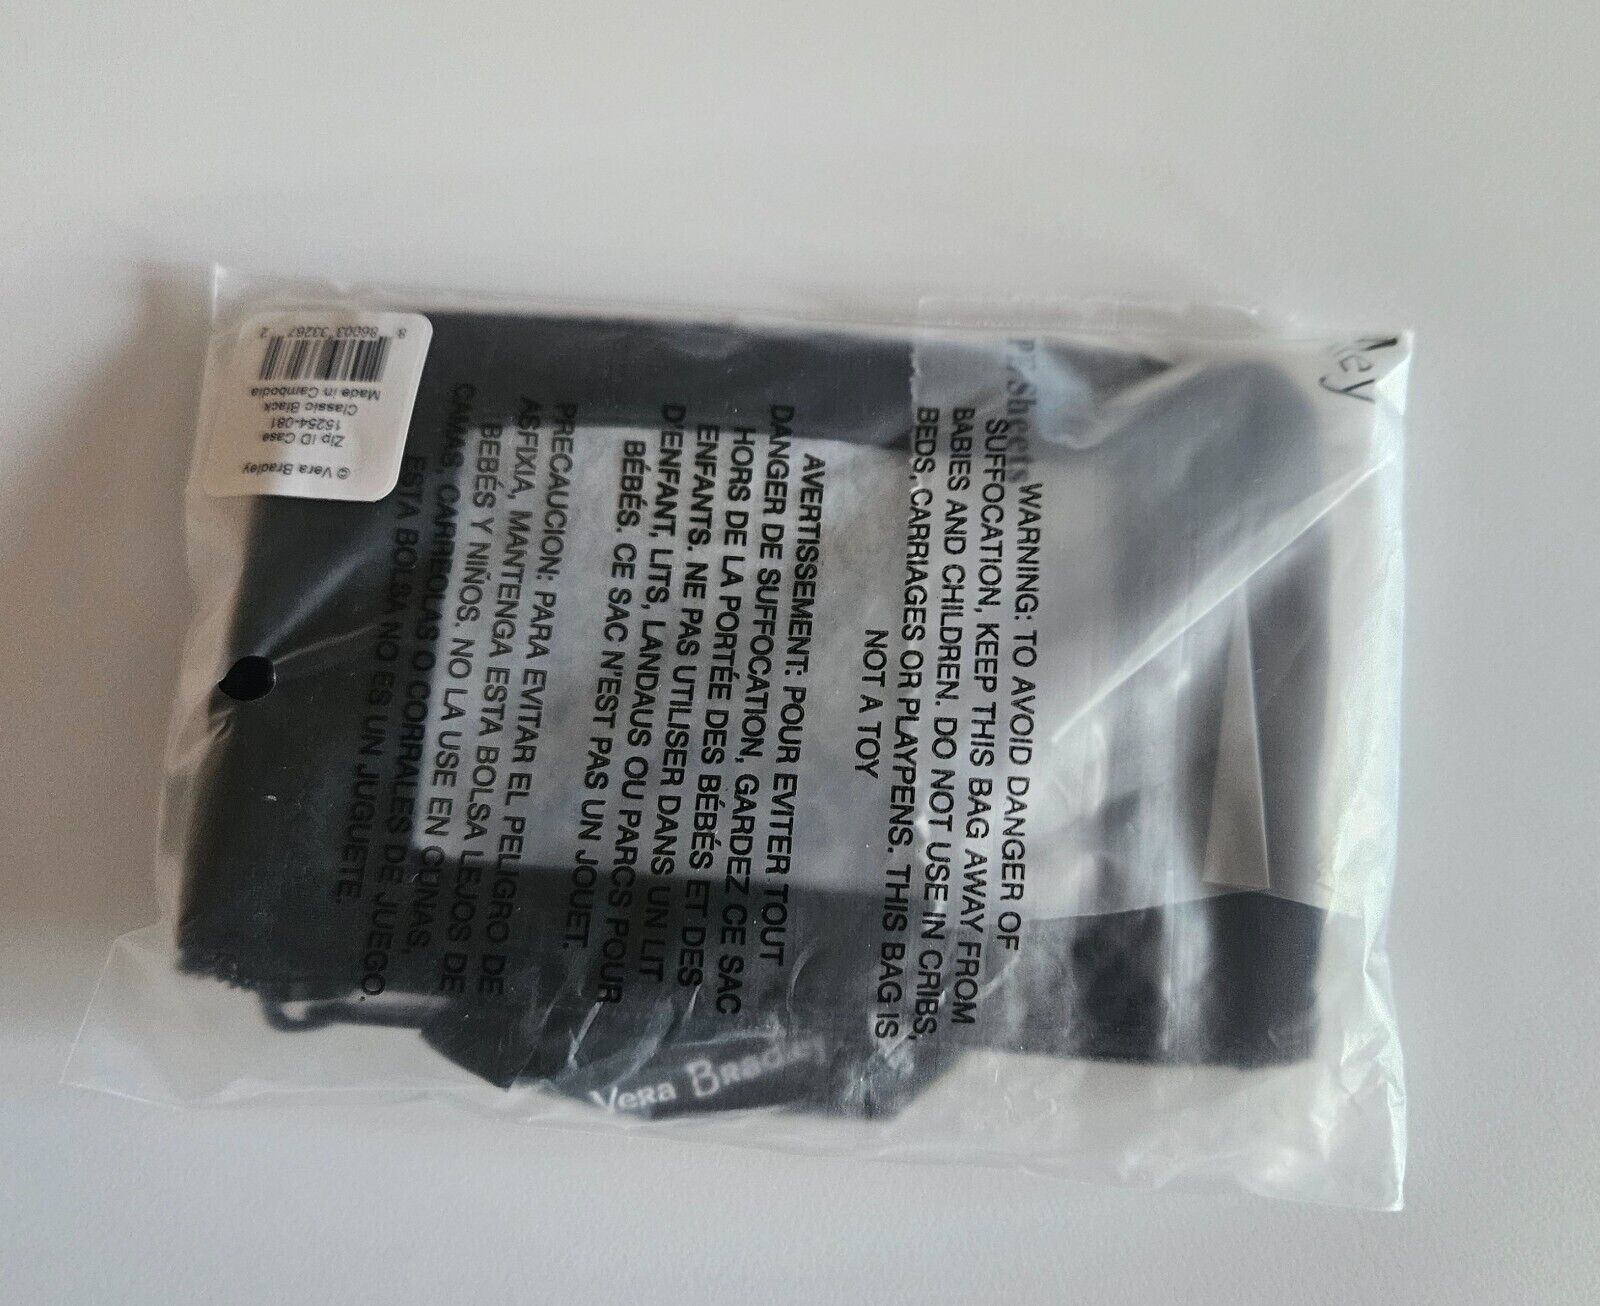 © Vera Bradley
Zip ID Case
15254-081
Classic Black
Made in Cambodia
8 86003 33267 2
WARNING: TO AVOID DANGER OF
SUFFOCATION, KEEP THIS BAG AWAY FROM
BABIES AND CHILDREN. DO NOT USE IN CRIBS,
BEDS, CARRIAGES OR PLAYPENS. THIS BAG IS
NOT A TOY
AVERTISSEMENT: POUR EVITER TOUT
DANGER DE SUFFOCATION, GARDEZ CE SAC
HORS DE LA PORTÉE DES BÉBÉS ET DES
ENFANTS. NE PAS UTILISER DANS UN LIT
D'ENFANT, LITS, LANDAUS OU PARCS POUR
BÉBÉS. CE SAC N'EST PAS UN JOUET.
PRECAUCION: PARA EVITAR EL PELIGRO DE
ASFIXIA, MANTENGA ESTA BOLSA LEJOS DE
BEBÉS Y NIÑOS. NO LA USE EN CUNAS,
CAMAS, CARREOLAS O CORRALES DE JUEGO.
ESTA BOLSA NO ES UN JUGUETE.
Vera Bradley